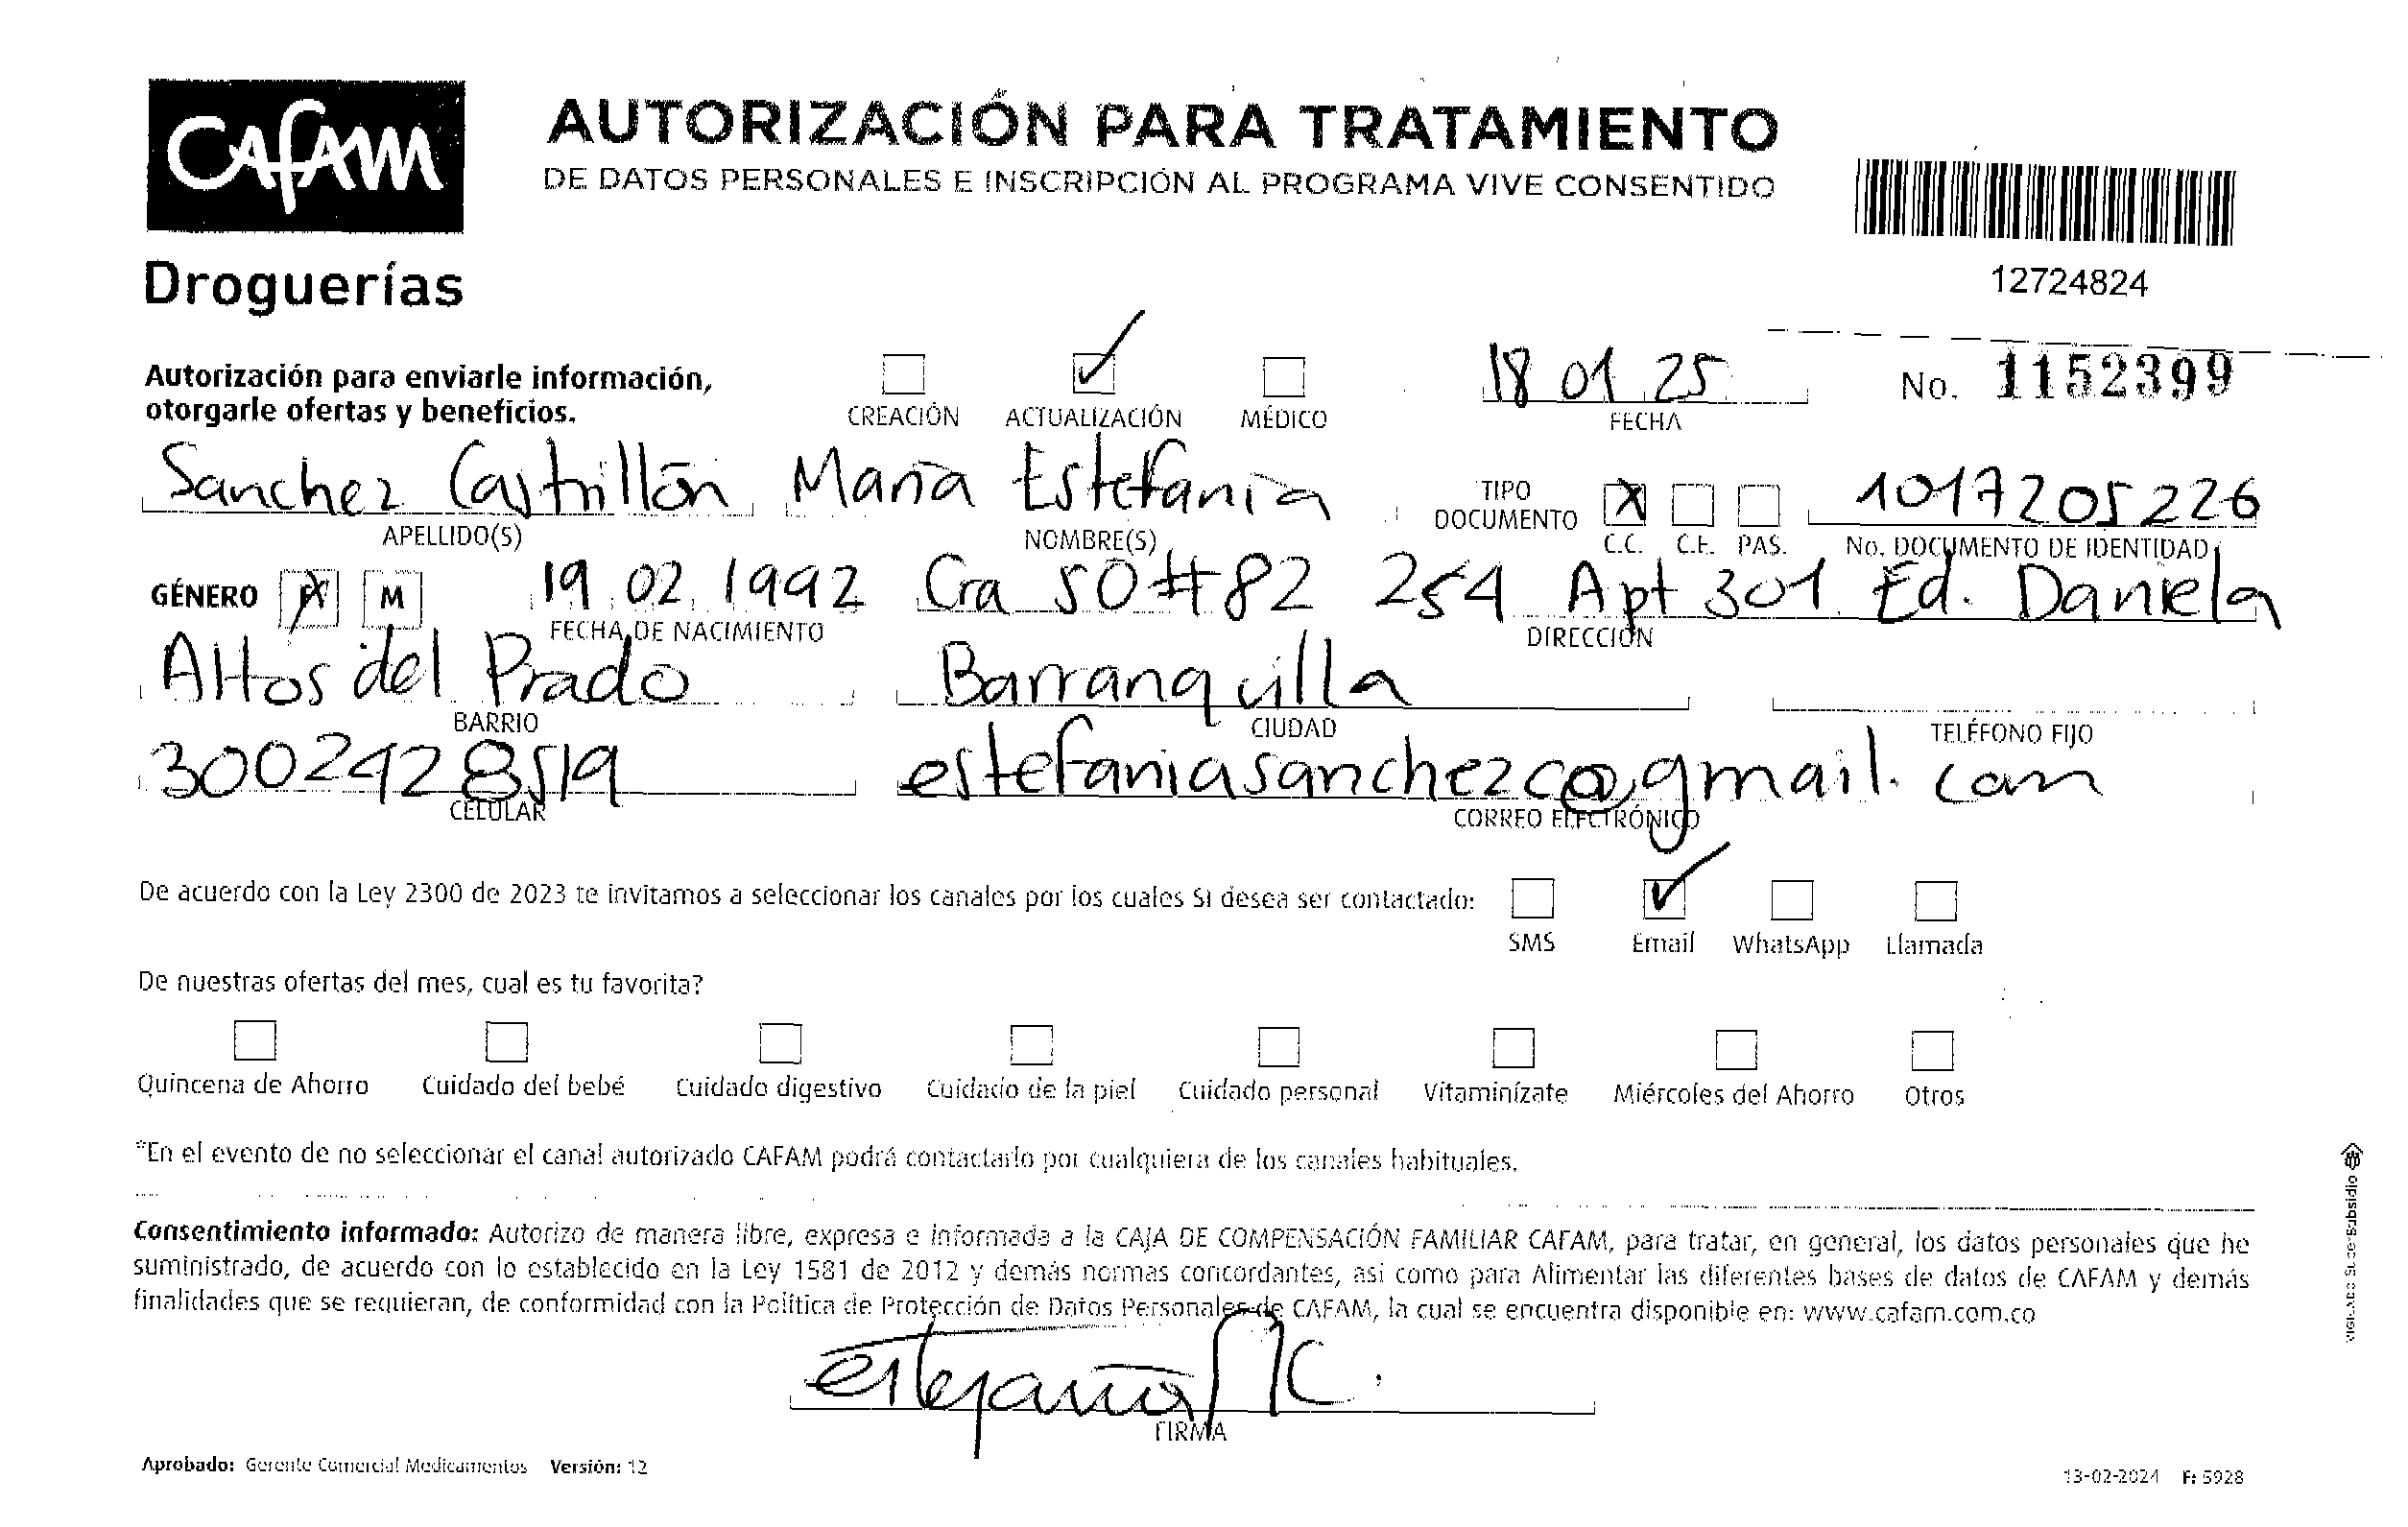 CAfAM
AUTORIZACIÓN PARA TRATAMIENTO
DE DATOS PERSONALES E INSCRIPCIÓN AL PROGRAMA VIVE CONSENTIDO
Droguerías
12724824
Autorización para enviarle información,
otorgarle ofertas y beneficios.
CREACIÓN ACTUALIZACIÓN MÉDICO
18 01 25
FECHA
No. 1152399
Sanchez Castrillón María Estefanía
APELLIDO(S) NOMBRE(S)
TIPO DOCUMENTO X C.C. C.E. PAS.
1017205226
No. DOCUMENTO DE IDENTIDAD
GÉNERO F M 19 02 1992 Cra 50#82 254 Apt 301 Ed. Daniela
FECHA DE NACIMIENTO DIRECCIÓN
Altos del Prado Barranquilla
BARRIO CIUDAD TELÉFONO FIJO
3002428519 estefaniasanchezc@gmail.com
CELULAR CORREO ELECTRÓNICO
De acuerdo con la Ley 2300 de 2023 te invitamos a seleccionar los canales por los cuales SI desea ser contactado:
SMS Email WhatsApp Llamada
De nuestras ofertas del mes, cual es tu favorita?
Quincena de Ahorro Cuidado del bebé Cuidado digestivo Cuidado de la piel Cuidado personal Vitaminízate Miércoles del Ahorro Otros
*En el evento de no seleccionar el canal autorizado CAFAM podrá contactarlo por cualquiera de los canales habituales.
Consentimiento informado: Autorizo de manera libre, expresa e informada a la CAJA DE COMPENSACIÓN FAMILIAR CAFAM, para tratar, en general, los datos personales que he
suministrado, de acuerdo con lo establecido en la Ley 1581 de 2012 y demás normas concordantes, así como para Alimentar las diferentes bases de datos de CAFAM y demás
finalidades que se requieran, de conformidad con la Política de Protección de Datos Personales de CAFAM, la cual se encuentra disponible en: www.cafam.com.co
Estefanía S C.
FIRMA
Aprobado: Gerente Comercial Medicamentos Versión: 12
13-02-2024 F: 5928
VIGILADO SuperSubsidio